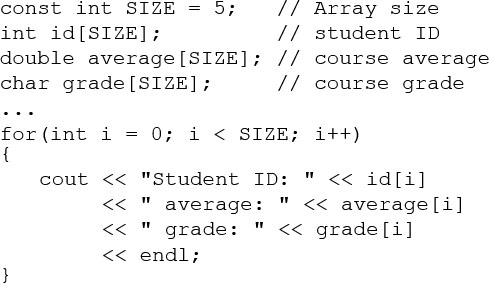 const int SIZE = 5;   // Array size
int id[SIZE];         // student ID
double average[SIZE]; // course average
char grade[SIZE];     // course grade
...
for(int i = 0; i < SIZE; i++)
{
   cout << "Student ID: " << id[i]
        << " average: " << average[i]
        << " grade: " << grade[i]
        << endl;
}